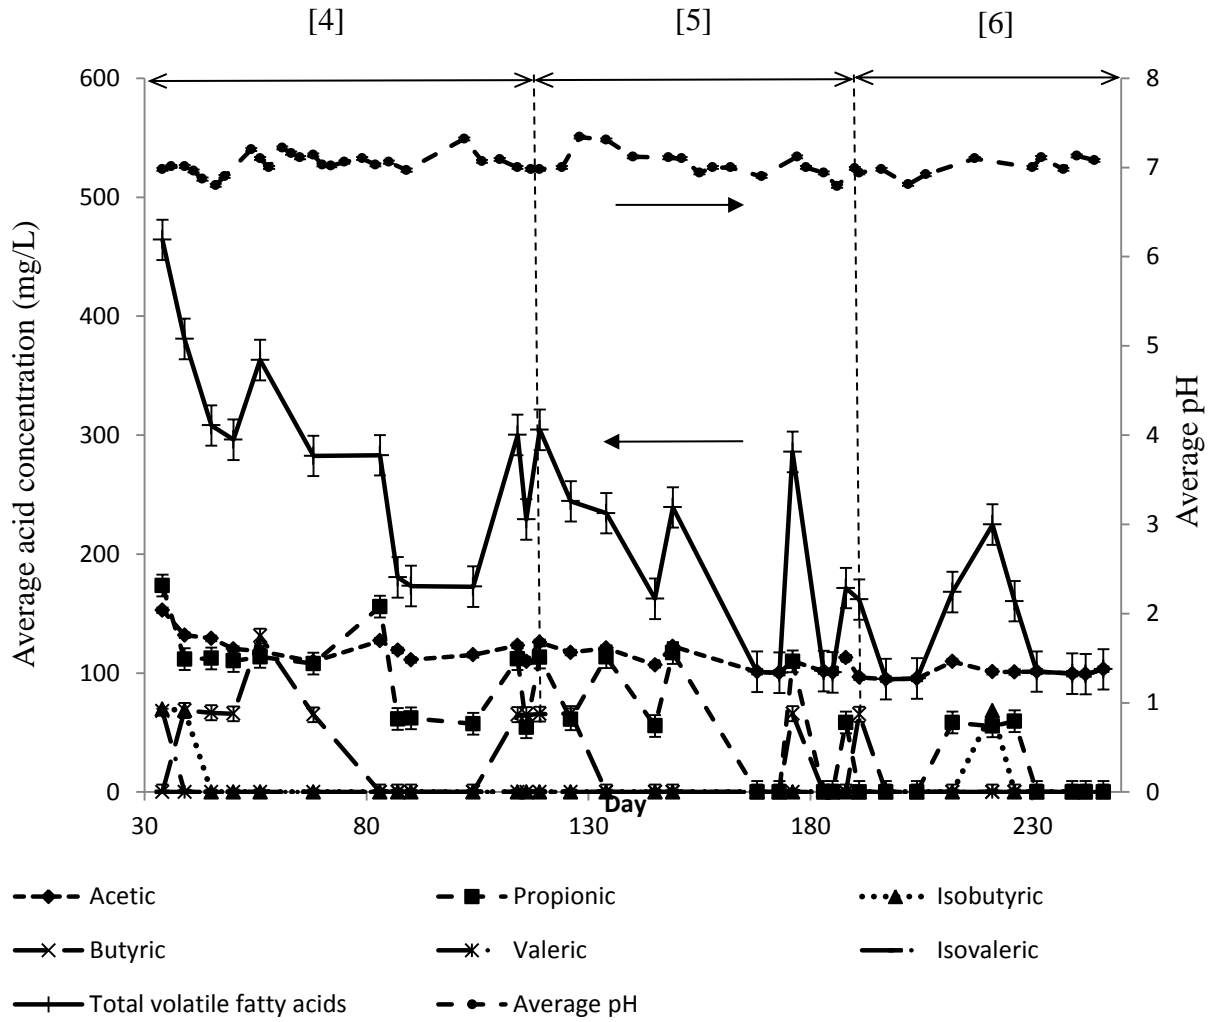 [4] [5] [6]
600 8
500 7
400 6
300 5
200 4
100 3
0 2
1
0
Average acid concentration (mg/L)
Average pH
Day
30 80 130 180 230
Acetic Propionic Isobutyric
Butyric Valeric Isovaleric
Total volatile fatty acids Average pH